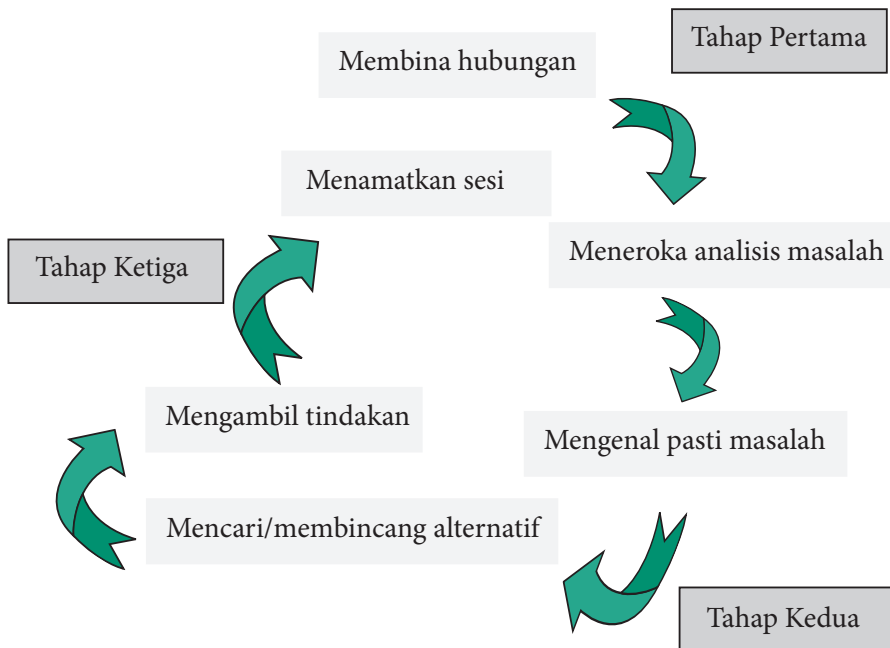 Tahap Pertama
Membina hubungan
Menamatkan sesi
Meneroka analisis masalah
Tahap Ketiga
Mengambil tindakan
Mengenal pasti masalah
Mencari/membincang alternatif
Tahap Kedua